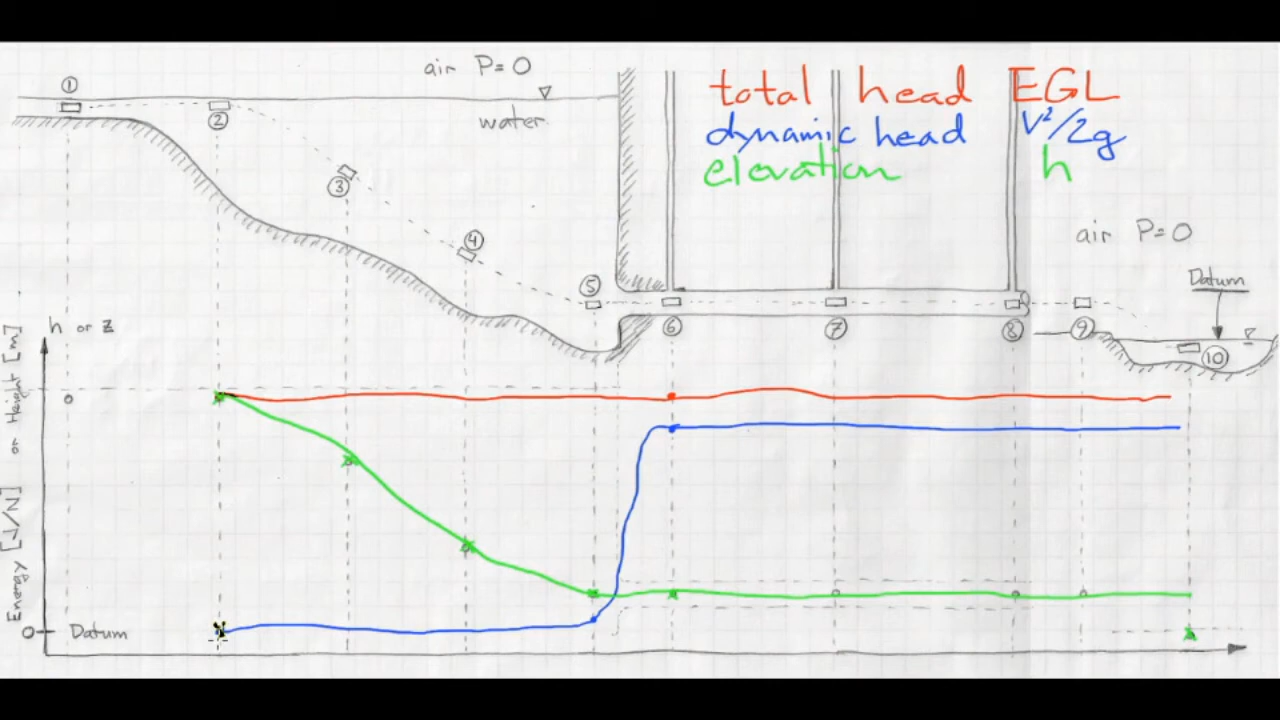 air P=0
total head EGL
①
②
water
dynamic head V²/2g
elevation h
③
④
air P=0
⑤
Datum
⑥
⑦
⑧
⑨
⑩
h or z
Energy [J/N] or Height [m]
0
Datum